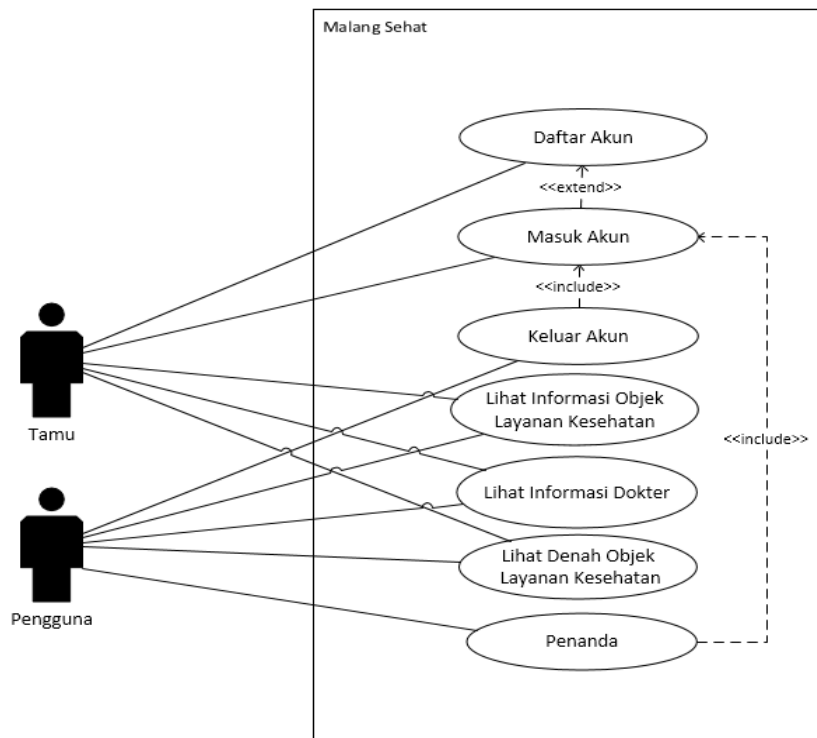 Malang Sehat
Daftar Akun
<<extend>>
Masuk Akun
<<include>>
Keluar Akun
Tamu
Lihat Informasi Objek
Layanan Kesehatan
<<include>>
Lihat Informasi Dokter
Lihat Denah Objek
Layanan Kesehatan
Pengguna
Penanda